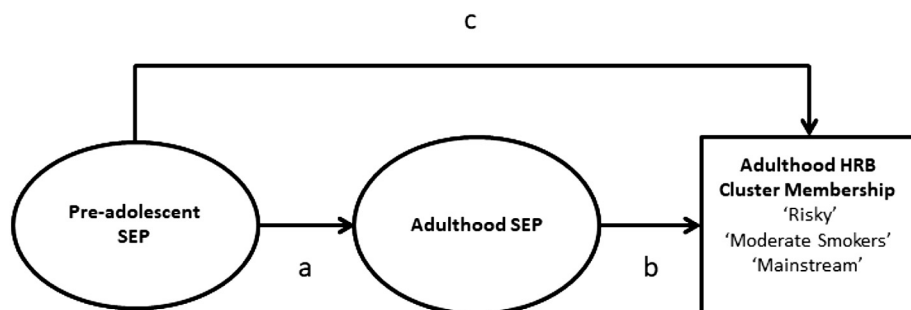 c
Pre-adolescent
SEP
a
Adulthood SEP
b
Adulthood HRB
Cluster Membership
‘Risky’
‘Moderate Smokers’
‘Mainstream’